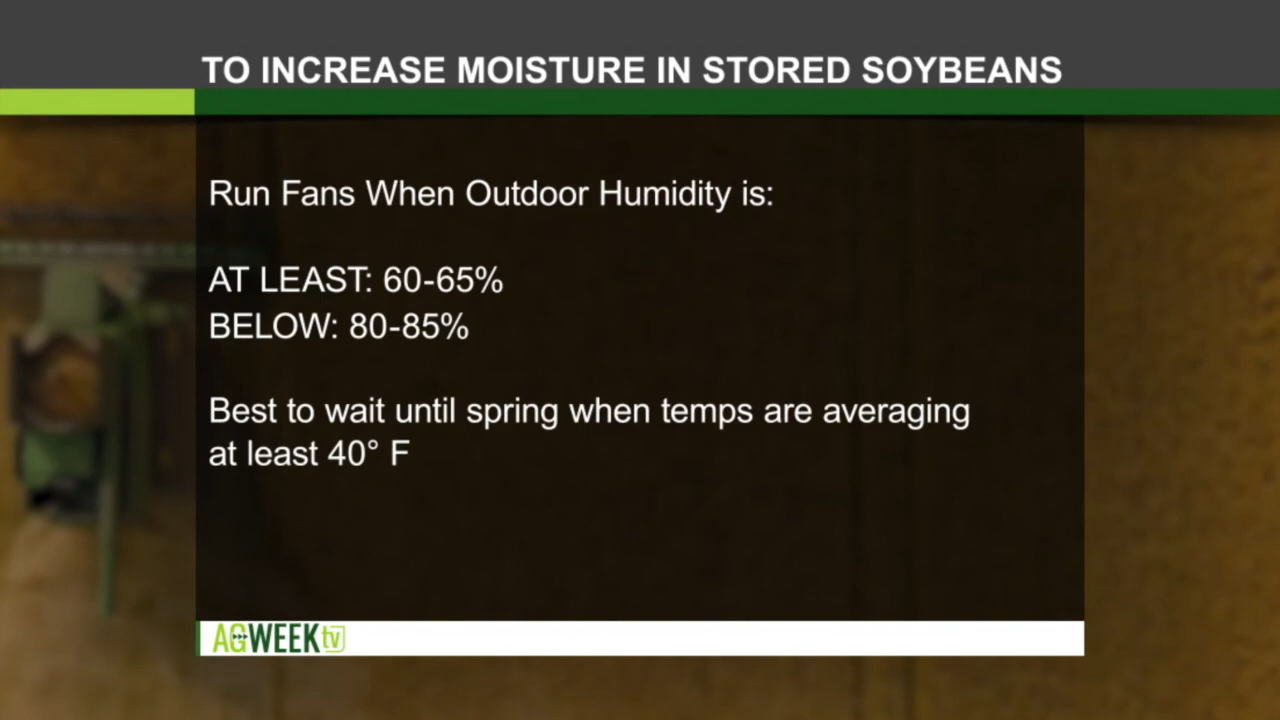 TO INCREASE MOISTURE IN STORED SOYBEANS
Run Fans When Outdoor Humidity is:
AT LEAST: 60-65%
BELOW: 80-85%
Best to wait until spring when temps are averaging
at least 40° F
AGWEEK tv